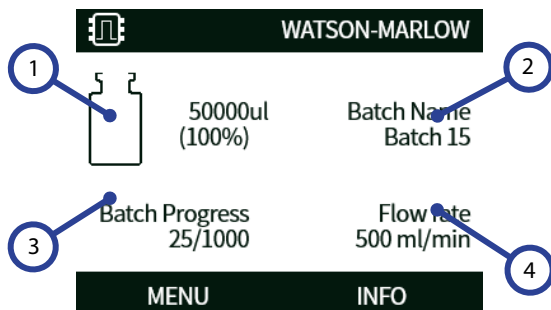 WATSON-MARLOW
1
2
50000ul
(100%)
Batch Name
Batch 15
3
Batch Progress
25/1000
Flow rate
500 ml/min
4
MENU
INFO